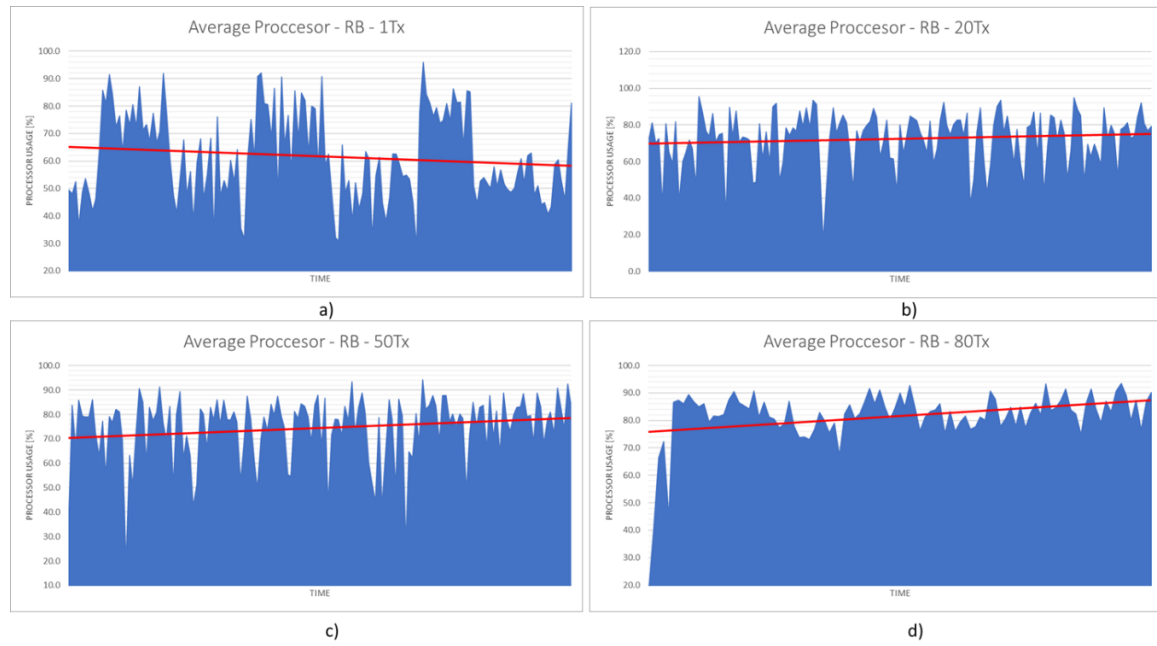 Average Proccesor - RB - 1Tx
100.0
90.0
80.0
70.0
60.0
50.0
40.0
30.0
20.0
PROCESSOR USAGE [%]
TIME
a)
Average Proccesor - RB - 20Tx
120.0
100.0
80.0
60.0
40.0
20.0
0.0
PROCESSOR USAGE [%]
TIME
b)
Average Proccesor - RB - 50Tx
100.0
90.0
80.0
70.0
60.0
50.0
40.0
30.0
20.0
10.0
PROCESSOR USAGE [%]
TIME
c)
Average Proccesor - RB - 80Tx
100.0
90.0
80.0
70.0
60.0
50.0
40.0
30.0
20.0
PROCESSOR USAGE [%]
TIME
d)